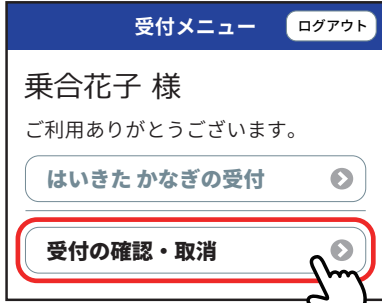 受付メニュー
ログアウト
乗合花子 様
ご利用ありがとうございます。
はいきた かなぎの受付
受付の確認・取消